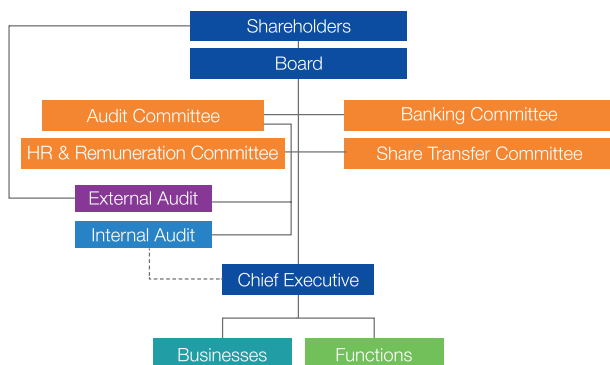 Shareholders
Board
Audit Committee
Banking Committee
HR & Remuneration Committee
Share Transfer Committee
External Audit
Internal Audit
Chief Executive
Businesses
Functions